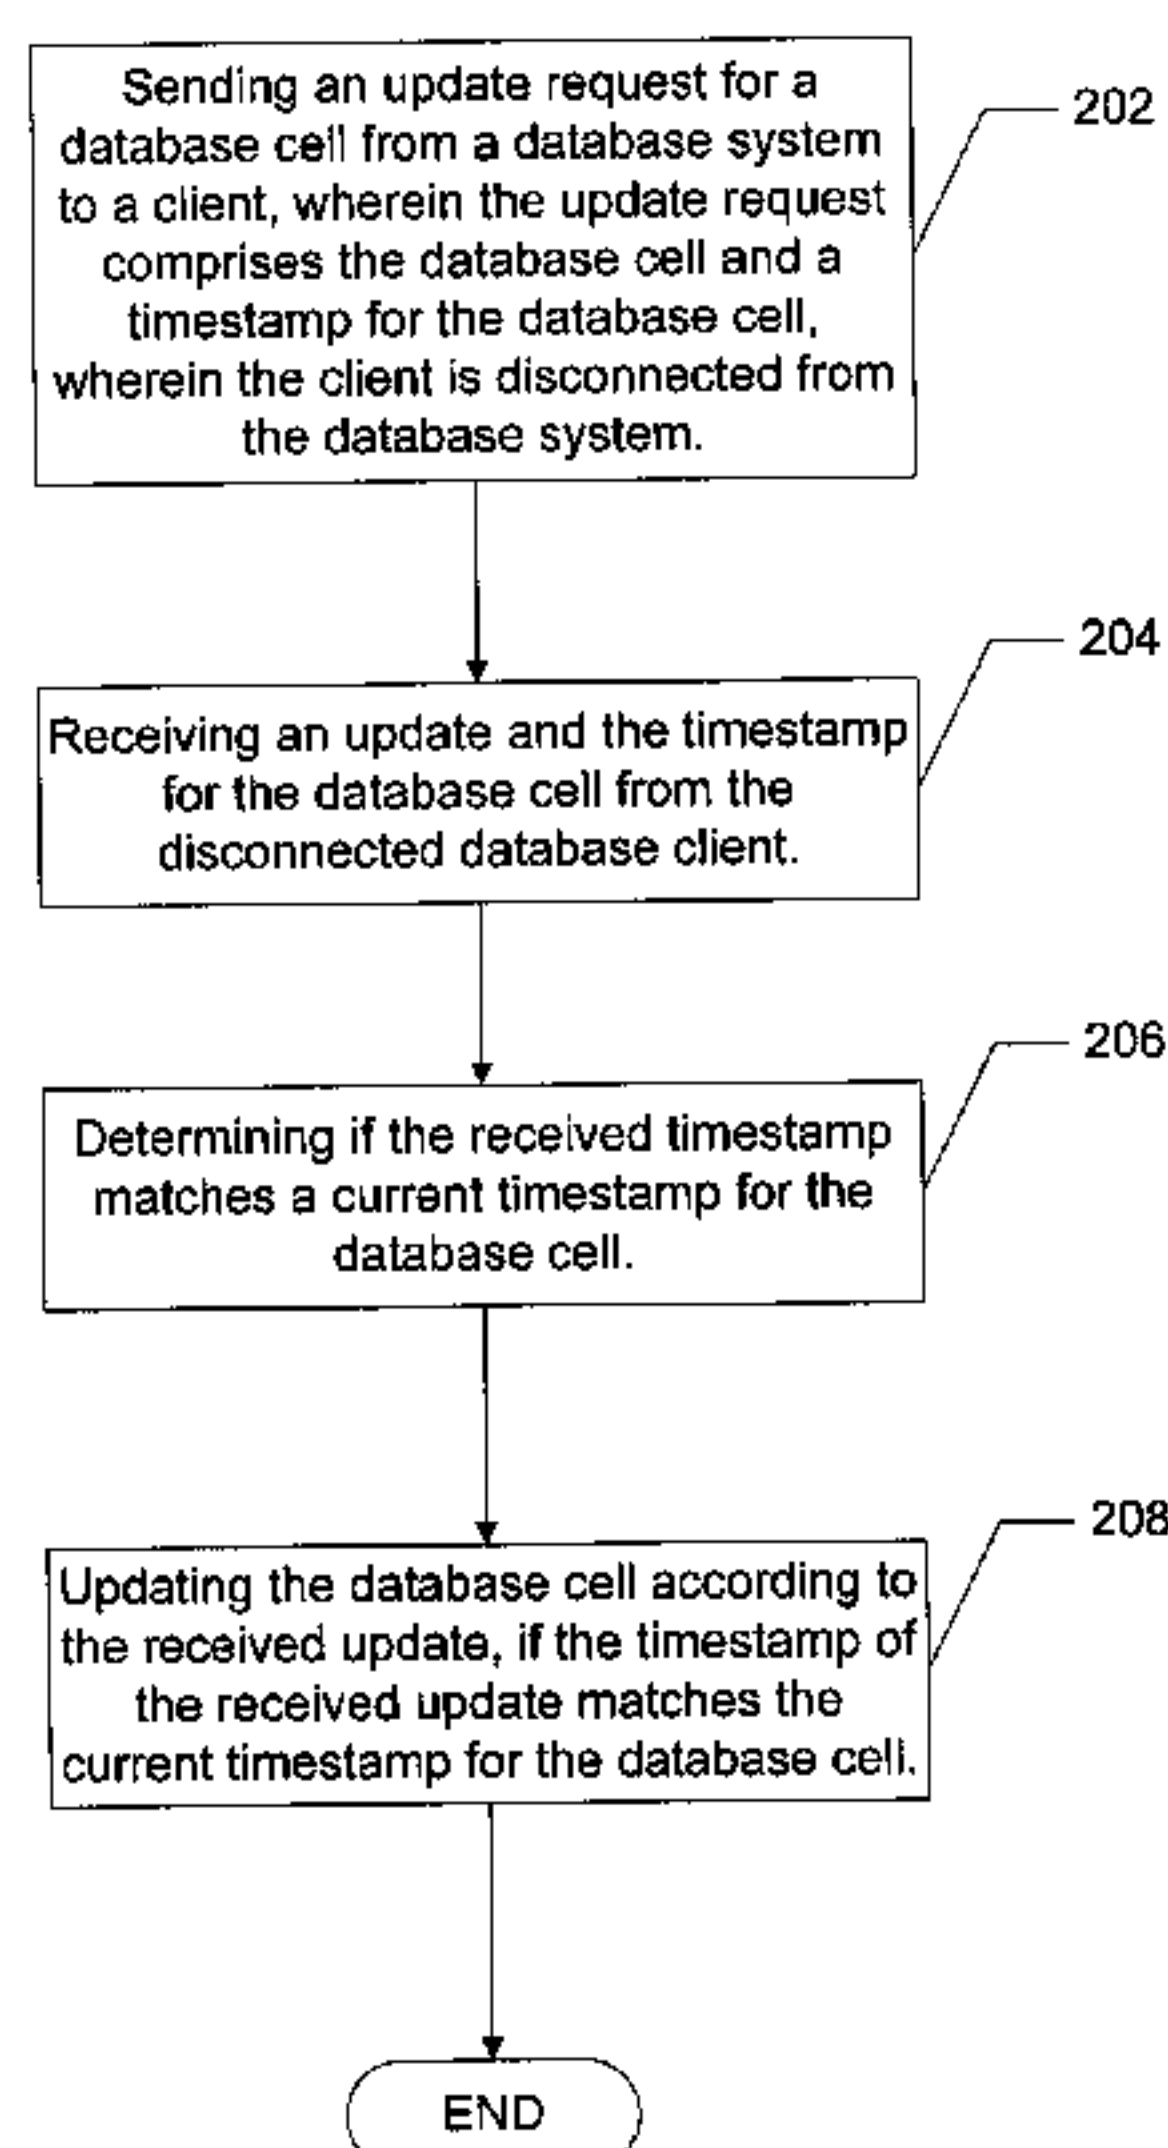 Sending an update request for a
database cell from a database system
to a client, wherein the update request
comprises the database cell and a
timestamp for the database cell,
wherein the client is disconnected from
the database system.
202
Receiving an update and the timestamp
for the database cell from the
disconnected database client.
204
Determining if the received timestamp
matches a current timestamp for the
database cell.
206
Updating the database cell according to
the received update, if the timestamp of
the received update matches the
current timestamp for the database cell.
208
END